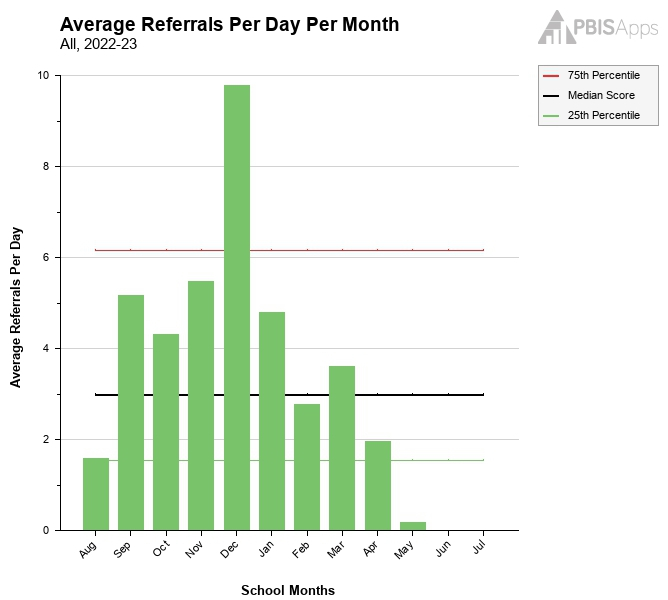 Average Referrals Per Day Per Month
All, 2022-23
PBISApps
75th Percentile
Median Score
25th Percentile
Average Referrals Per Day
10
8
6
4
2
0
Aug
Sep
Oct
Nov
Dec
Jan
Feb
Mar
Apr
May
Jun
Jul
School Months